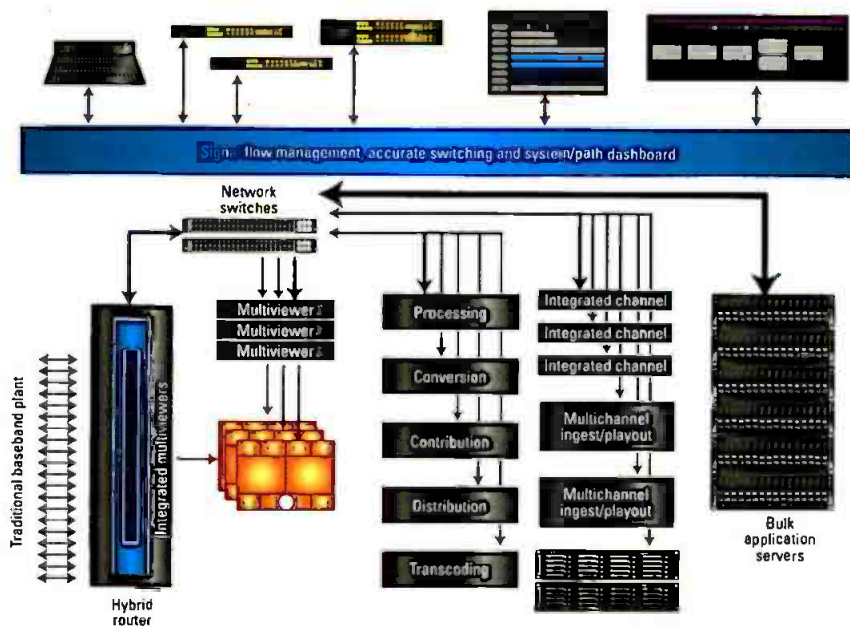 Signal flow management, accurate switching and system/path dashboard
Network
switches
Multiviewer
Multiviewer
Multiviewer
Integrated multiviewers
Traditional baseband plant
Hybrid
router
Processing
Conversion
Contribution
Distribution
Transcoding
Integrated channel
Integrated channel
Integrated channel
Multichannel
ingest/playout
Multichannel
ingest/playout
Bulk
application
servers